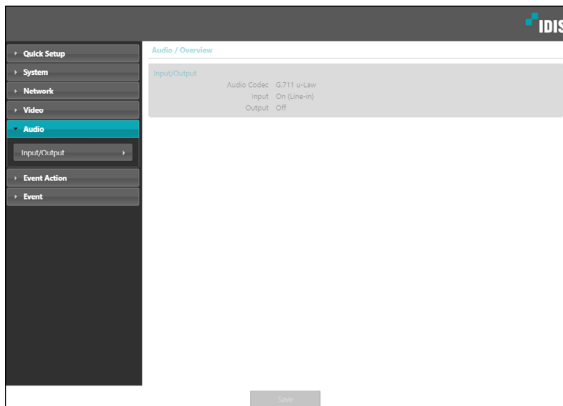 IDIS
Quick Setup
System
Network
Video
Audio
Input/Output
Event Action
Event
Audio / Overview
Input/Output
Audio Codec G.711 u-Law
Input On (Line-in)
Output Off
Save